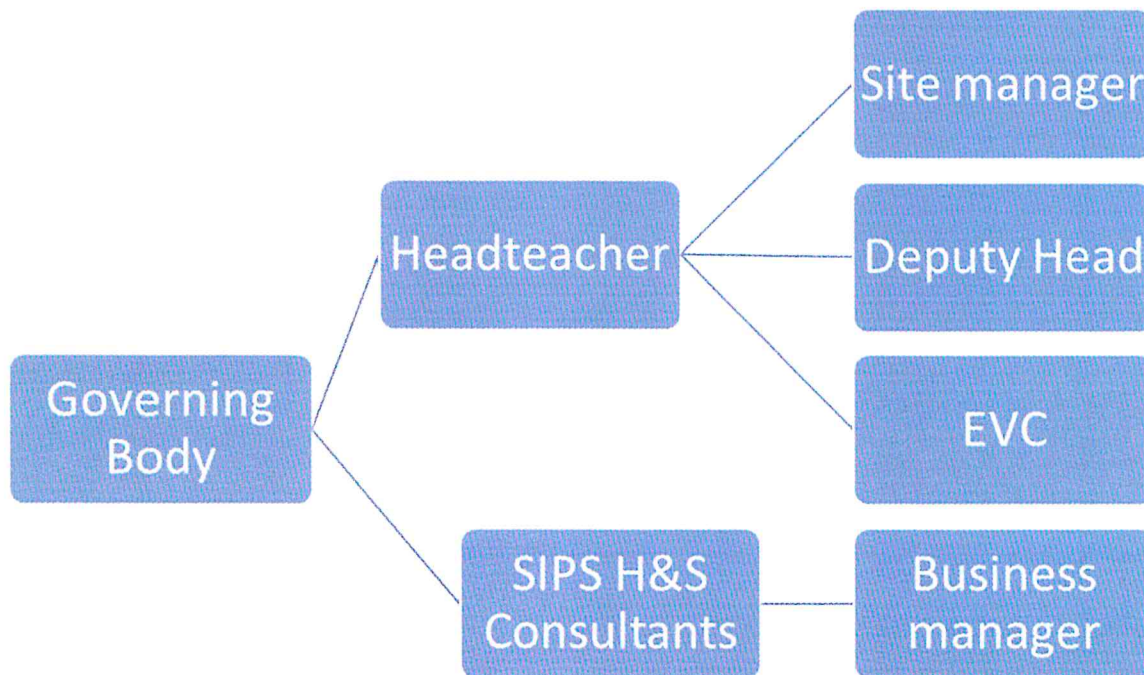 Site manager
Headteacher
Deputy Head
Governing
Body
EVC
SIPS H&S
Consultants
Business
manager